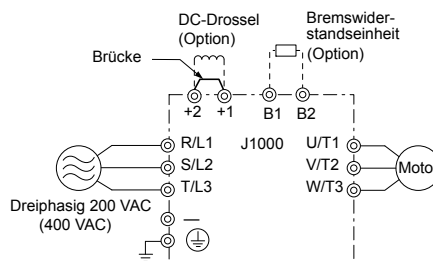 DC-Drossel
(Option)
Bremswider-
standseinheit
(Option)
Brücke
+2
+1
B1
B2
R/L1
J1000
U/T1
S/L2
V/T2
Moto
T/L3
W/T3
Dreiphasig 200 VAC
(400 VAC)
—